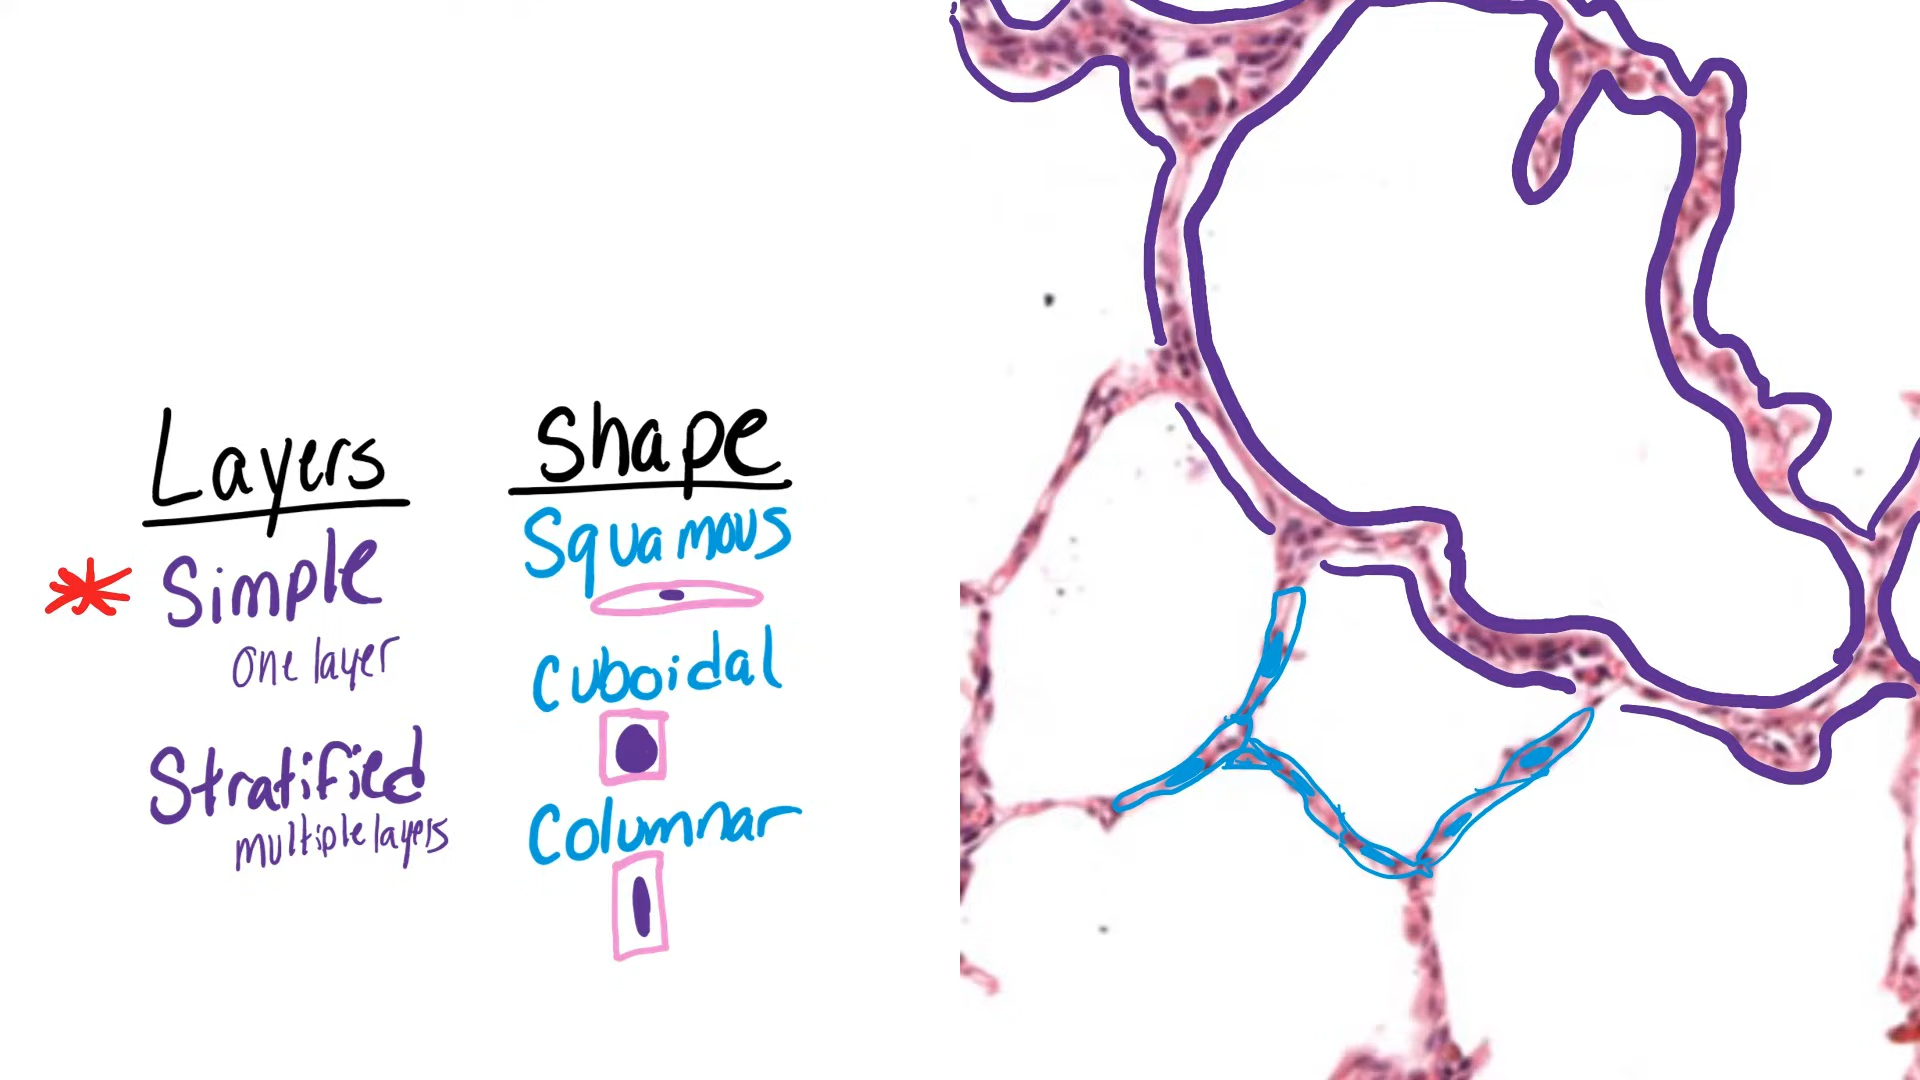 Layers
Simple
one layer
Stratified
multiple layers
Shape
Squamous
Cuboidal
Columnar